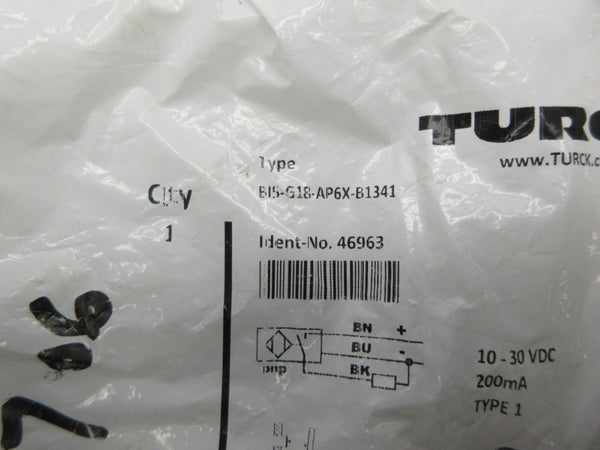 TURC
www.TURCK.c
Type
BI5-G18-AP6X-B1341
Qty
1
Ident-No. 46963
BN +
BU -
BK
pnp
10 - 30 VDC
200mA
TYPE 1